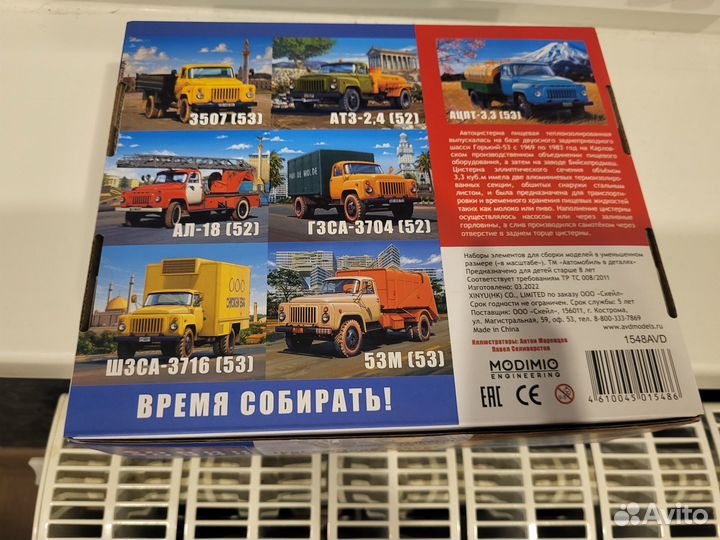 3507 (53)
АТЗ-2,4 (52)
АЦПТ-3,3 (53)
АЛ-18 (52)
ГЗСА-3704 (52)
ШЗСА-3716 (53)
53М (53)
ВРЕМЯ СОБИРАТЬ!
Автоцистерна пищевая теплоизолированная
выпускалась на базе двухосного заднеприводного
шасси Горький-53 с 1969 по 1983 год на Карлов-
ском производственном объединении пищевого
оборудования, а затем на заводе Бийскпродмаш.
Цистерна эллиптического сечения объёмом
3,3 куб.м имела две алюминиевых термоизолиро-
ванных секции, обшитых снаружи стальным
листом, и была предназначена для транспорти-
ровки и временного хранения пищевых жидкостей
таких как молоко или пиво. Наполнение цистерны
осуществлялось насосом или через заливные
горловины, а слив производился самотёком через
отверстие в заднем торце цистерны.
Наборы элементов для сборки моделей в уменьшенном
размере («в масштабе»). ТМ «Автомобиль в деталях»
Предназначено для детей старше 8 лет
Соответствует требованиям ТР ТС 008/2011
Изготовлено: 03.2022
XINYU(HK) CO., LIMITED по заказу ООО «Скейл»
Срок годности не ограничен. Срок службы: 5 лет
Поставщик: ООО «Скейл», 156011, г. Кострома,
ул. Магистральная, 59, оф. 53, тел. 8-800-333-7869
Made in China
www.avdmodels.ru
Иллюстраторы: Антон Маровдов
Павел Селиверстов
1548AVD
MODIMIO
ENGINEERING
EAC CE 0-3
4 610045 015486
Avito